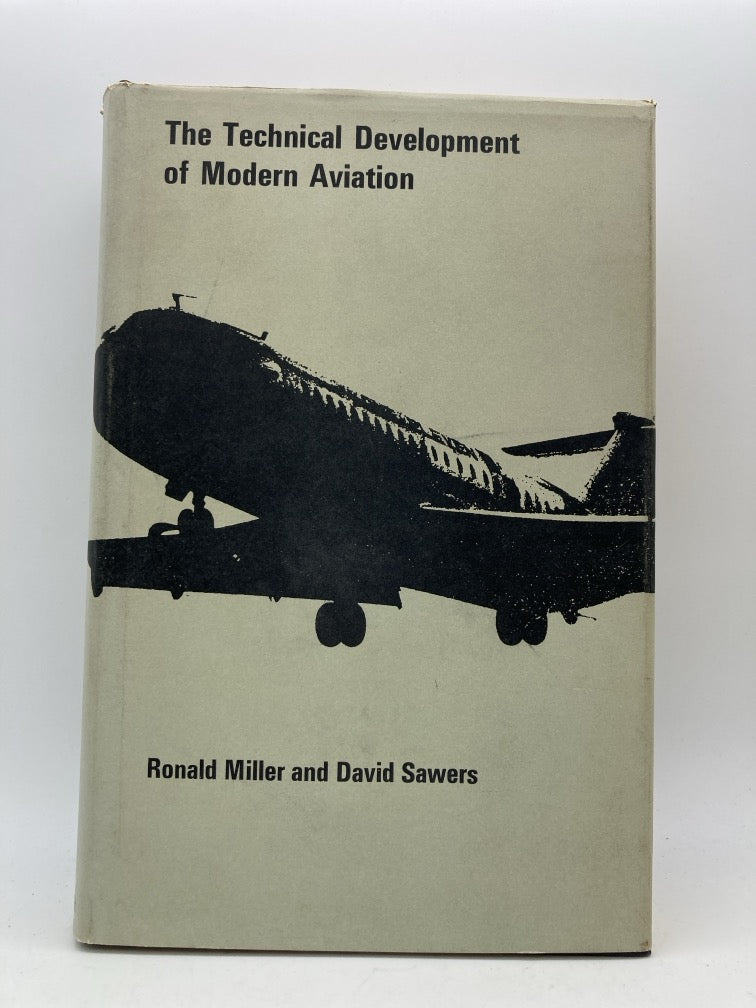 The Technical Development
of Modern Aviation
Ronald Miller and David Sawers